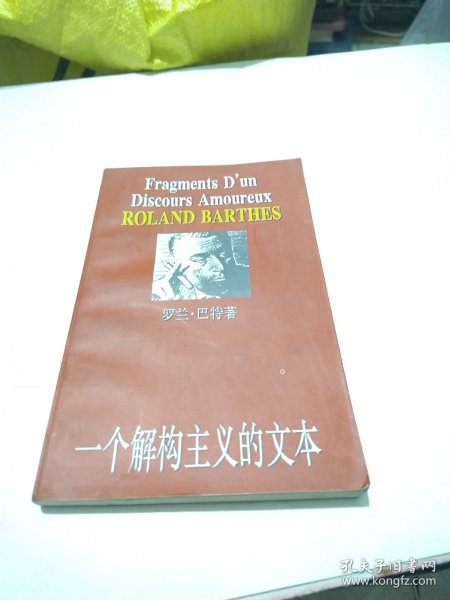 Fragments D'un
Discours Amoureux
ROLAND BARTHES
罗兰·巴特著
一个解构主义的文本
孔夫子旧书网
www.kongfz.com